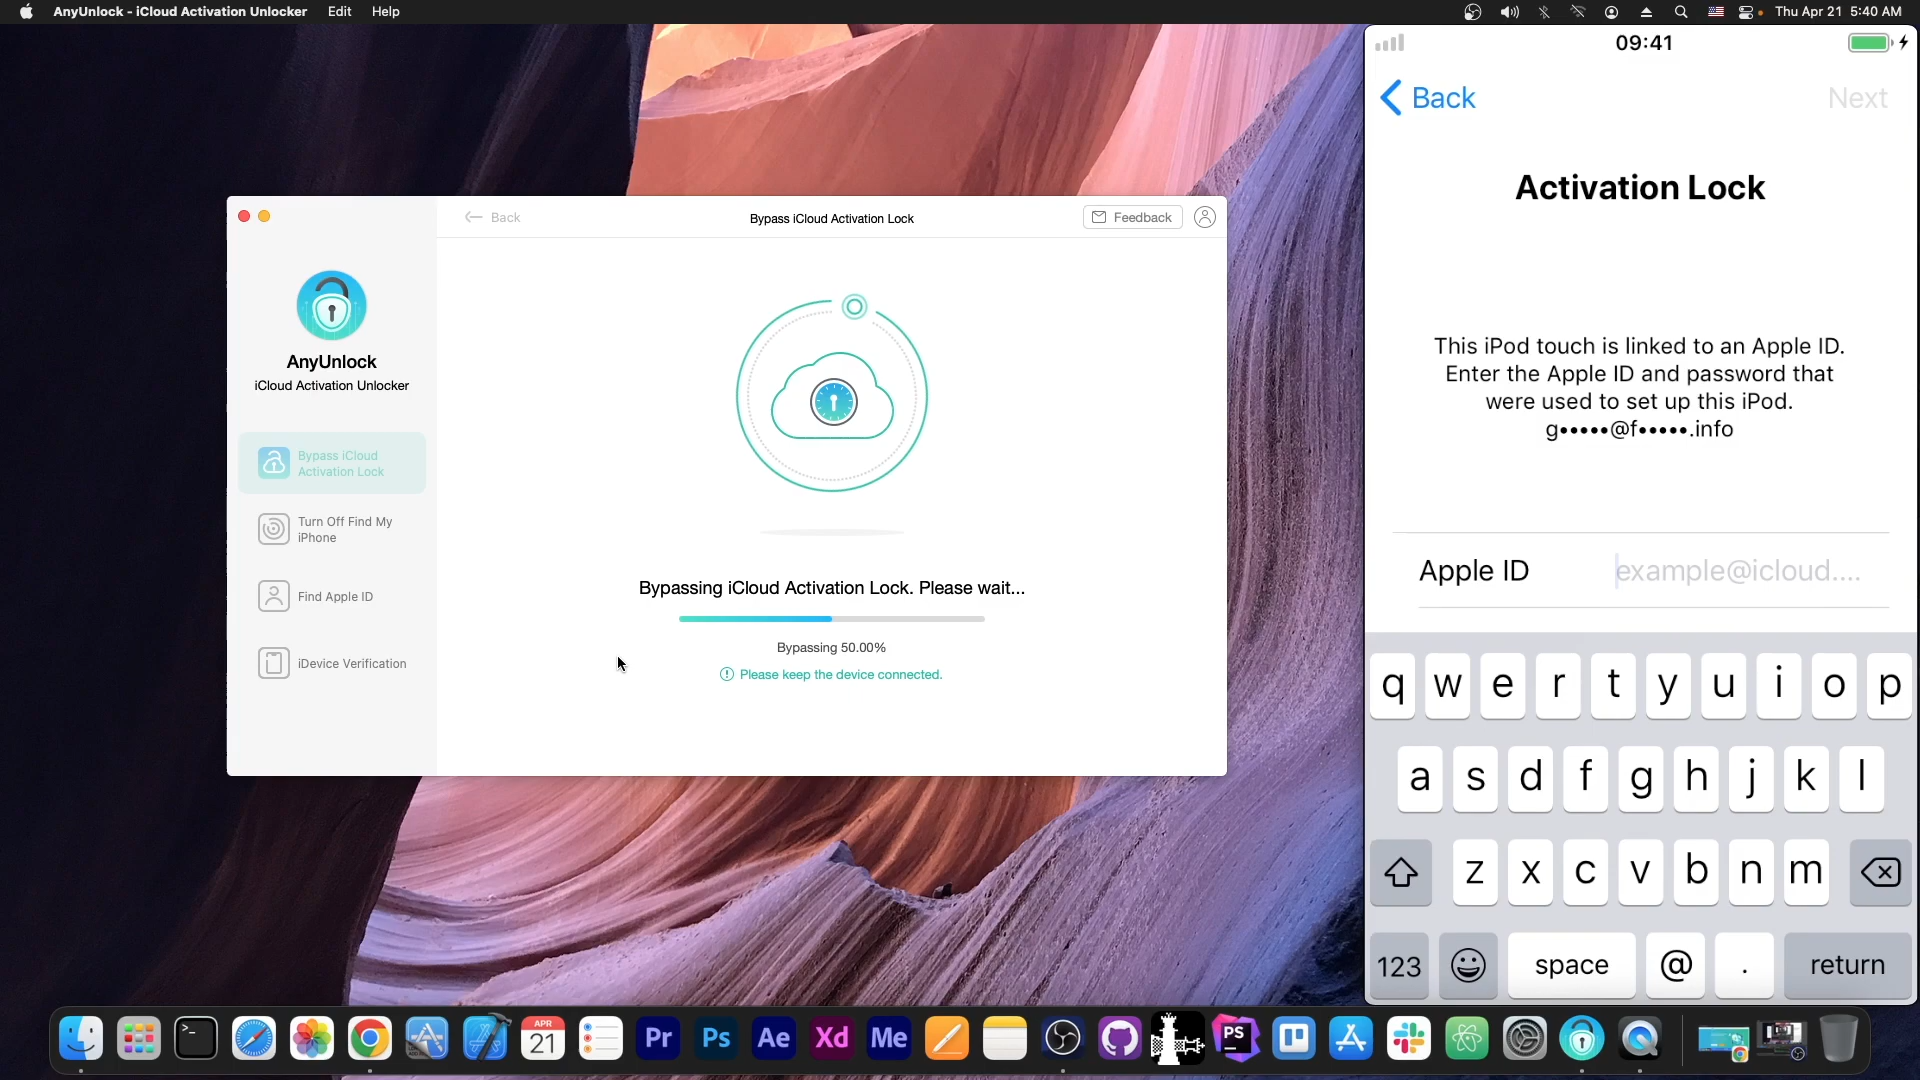 AnyUnlock - iCloud Activation Unlocker Edit Help
Thu Apr 21 5:40 AM
Back
Bypass iCloud Activation Lock
Feedback
AnyUnlock
iCloud Activation Unlocker
Bypass iCloud
Activation Lock
Turn Off Find My
iPhone
Find Apple ID
iDevice Verification
Bypassing iCloud Activation Lock. Please wait...
Bypassing 50.00%
Please keep the device connected.
09:41
Back Next
Activation Lock
This iPod touch is linked to an Apple ID.
Enter the Apple ID and password that
were used to set up this iPod.
g•••••@f•••••.info
Apple ID example@icloud....
q w e r t y u i o p
a s d f g h j k l
z x c v b n m
123 space @ . return
>_
APR
21
Pr Ps Ae Xd Me
PS